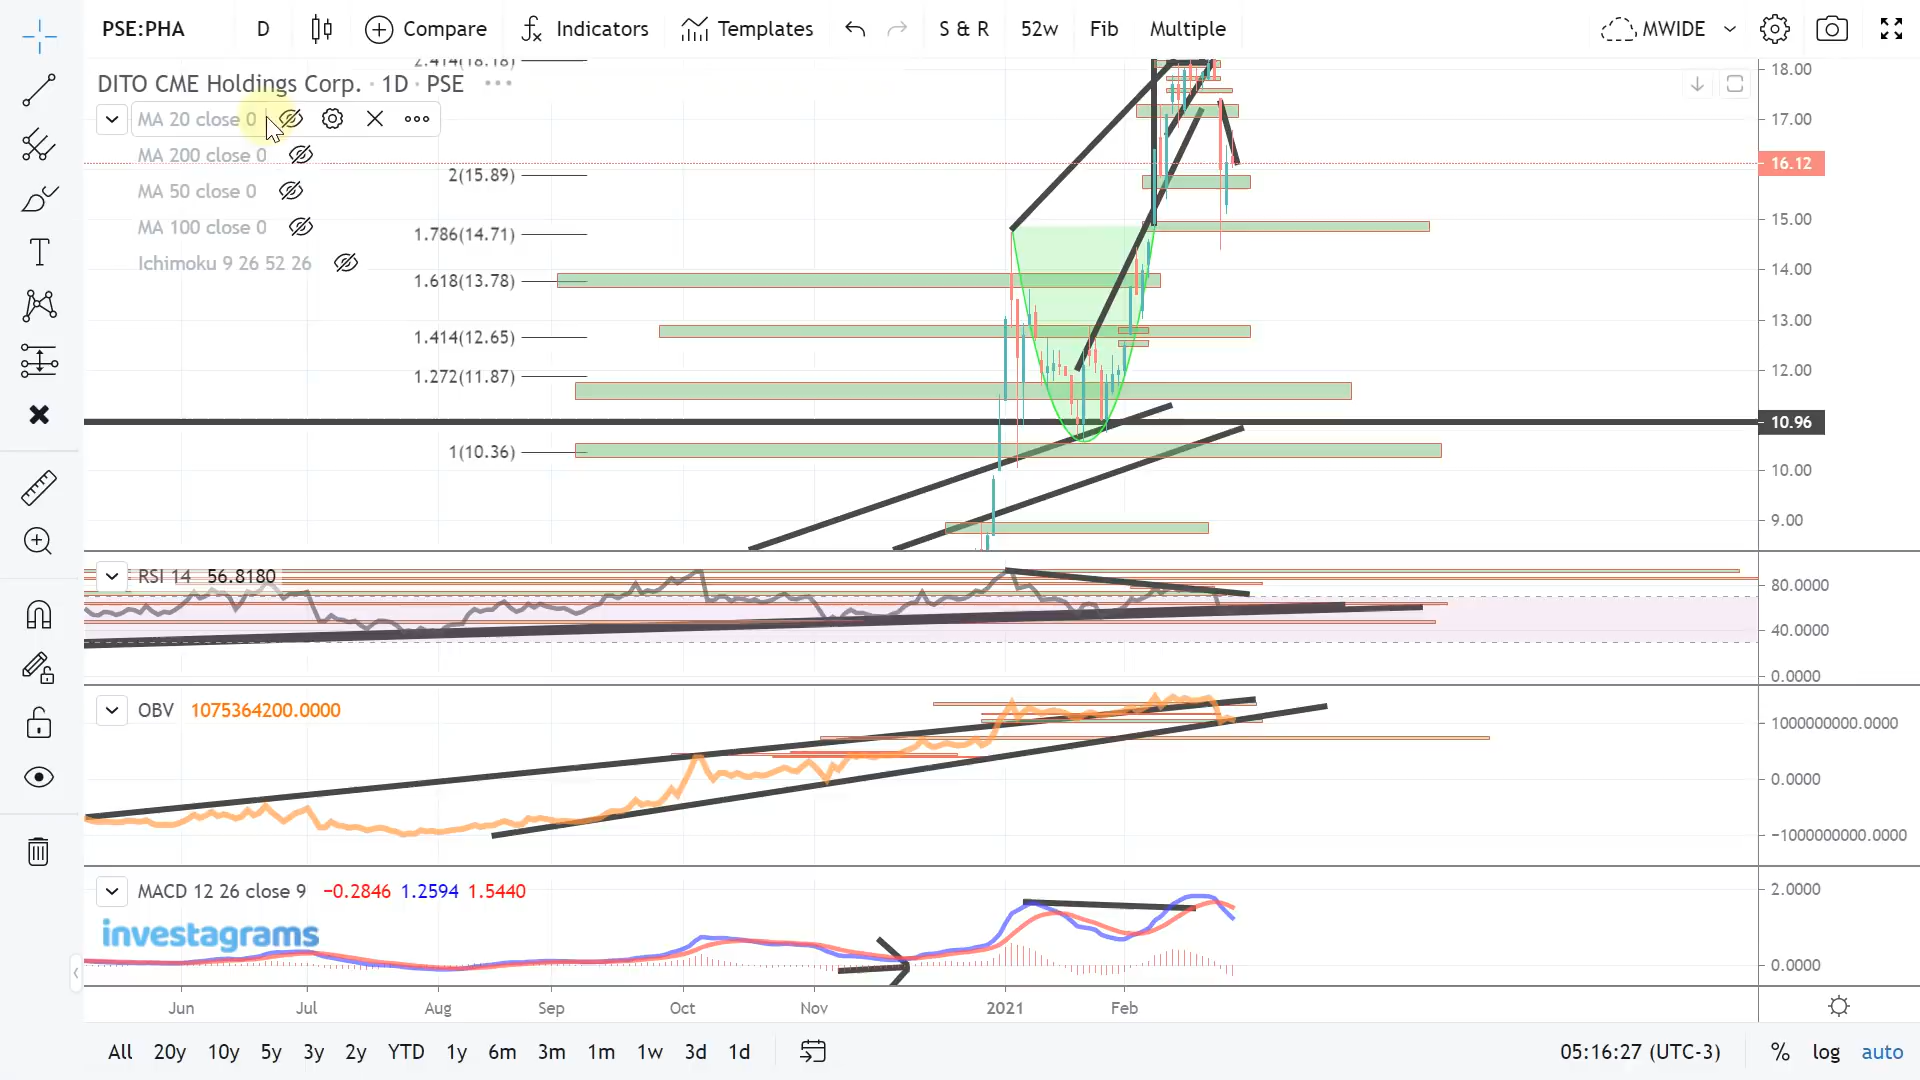 PSE:PHA D Compare Indicators Templates S & R 52w Fib Multiple MWIDE
2.414(18.18)
DITO CME Holdings Corp. · 1D · PSE
MA 20 close 0
MA 200 close 0
MA 50 close 0
MA 100 close 0
Ichimoku 9 26 52 26
2(15.89)
1.786(14.71)
1.618(13.78)
1.414(12.65)
1.272(11.87)
1(10.36)
18.00
17.00
16.12
15.00
14.00
13.00
12.00
10.96
10.00
9.00
RSI 14 56.8180
80.0000
40.0000
0.0000
OBV 1075364200.0000
1000000000.0000
0.0000
−1000000000.0000
MACD 12 26 close 9 −0.2846 1.2594 1.5440
investagrams
2.0000
0.0000
Jun Jul Aug Sep Oct Nov 2021 Feb
All 20y 10y 5y 3y 2y YTD 1y 6m 3m 1m 1w 3d 1d 05:16:27 (UTC-3) % log auto